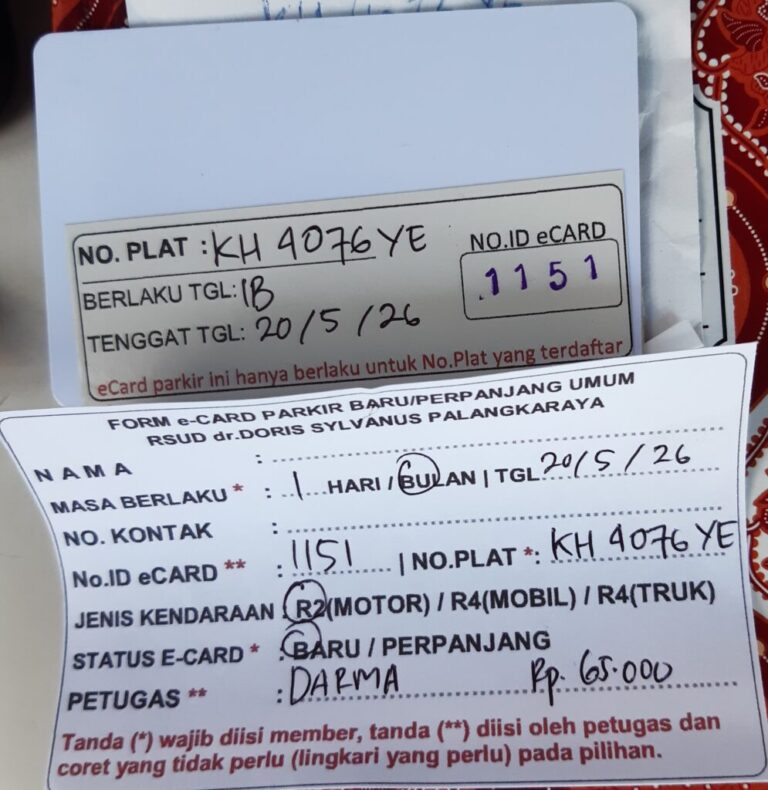 NO. PLAT : KH 4076 YE
NO.ID eCARD
1151
BERLAKU TGL: 1B
TENGGAT TGL: 20/5/26
eCard parkir ini hanya berlaku untuk No.Plat yang terdaftar
FORM e-CARD PARKIR BARU/PERPANJANG UMUM
RSUD dr.DORIS SYLVANUS PALANGKARAYA
NAMA :
MASA BERLAKU * : 1 HARI / BULAN | TGL 20/5/26
NO. KONTAK :
No.ID eCARD ** : 1151 | NO.PLAT *: KH 4076 YE
JENIS KENDARAAN : R2(MOTOR) / R4(MOBIL) / R4(TRUK)
STATUS E-CARD * : BARU / PERPANJANG
PETUGAS ** : DARMA Rp. 65.000
Tanda (*) wajib diisi member, tanda (**) diisi oleh petugas dan
coret yang tidak perlu (lingkari yang perlu) pada pilihan.